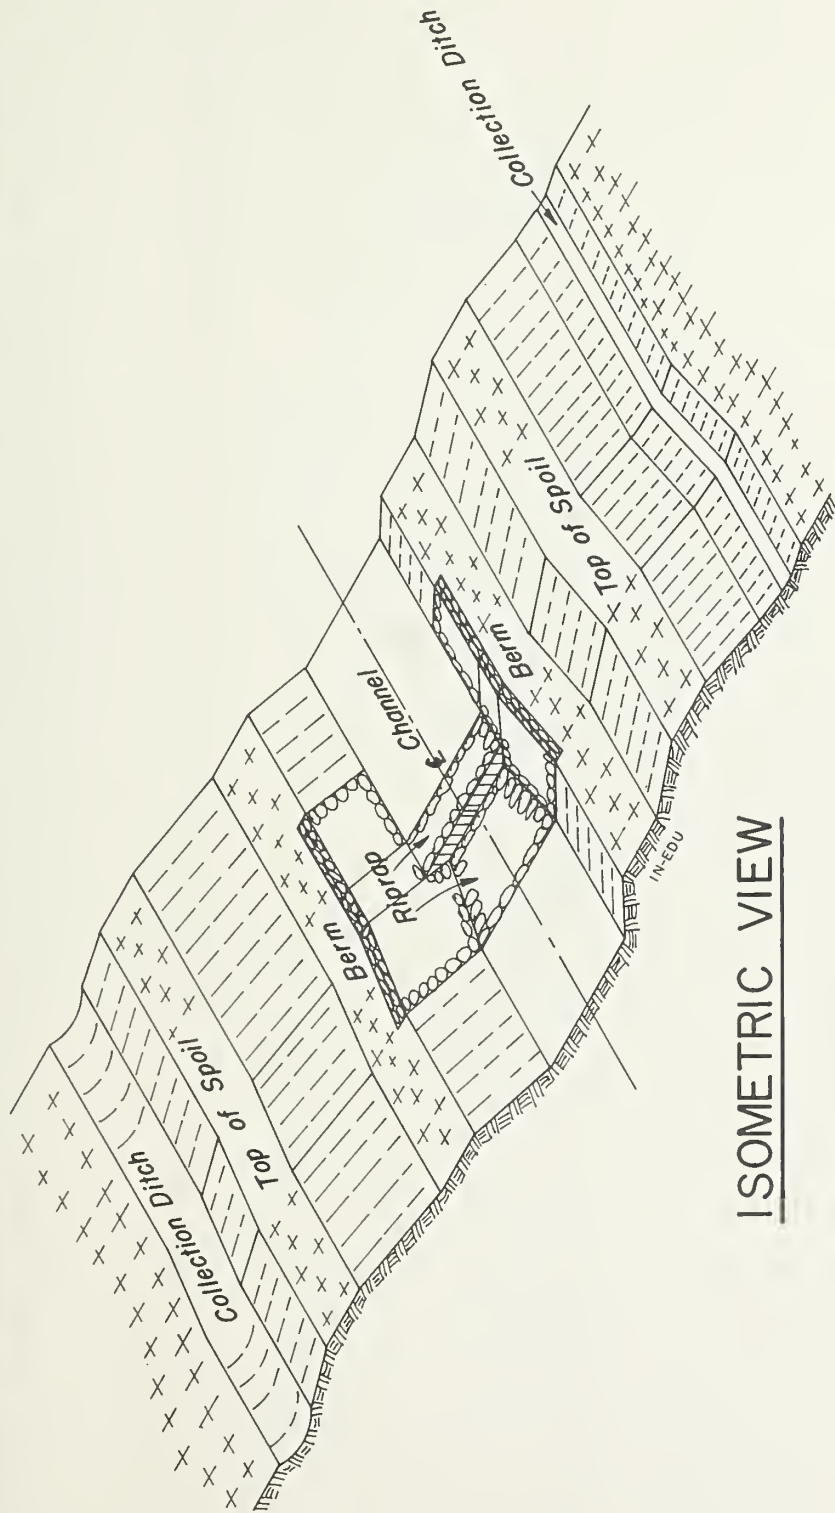 Collection Ditch
Top of Spoil
Berm
Riprap
℄ Channel
Berm
Top of Spoil
Collection Ditch
IN-EDU
ISOMETRIC VIEW